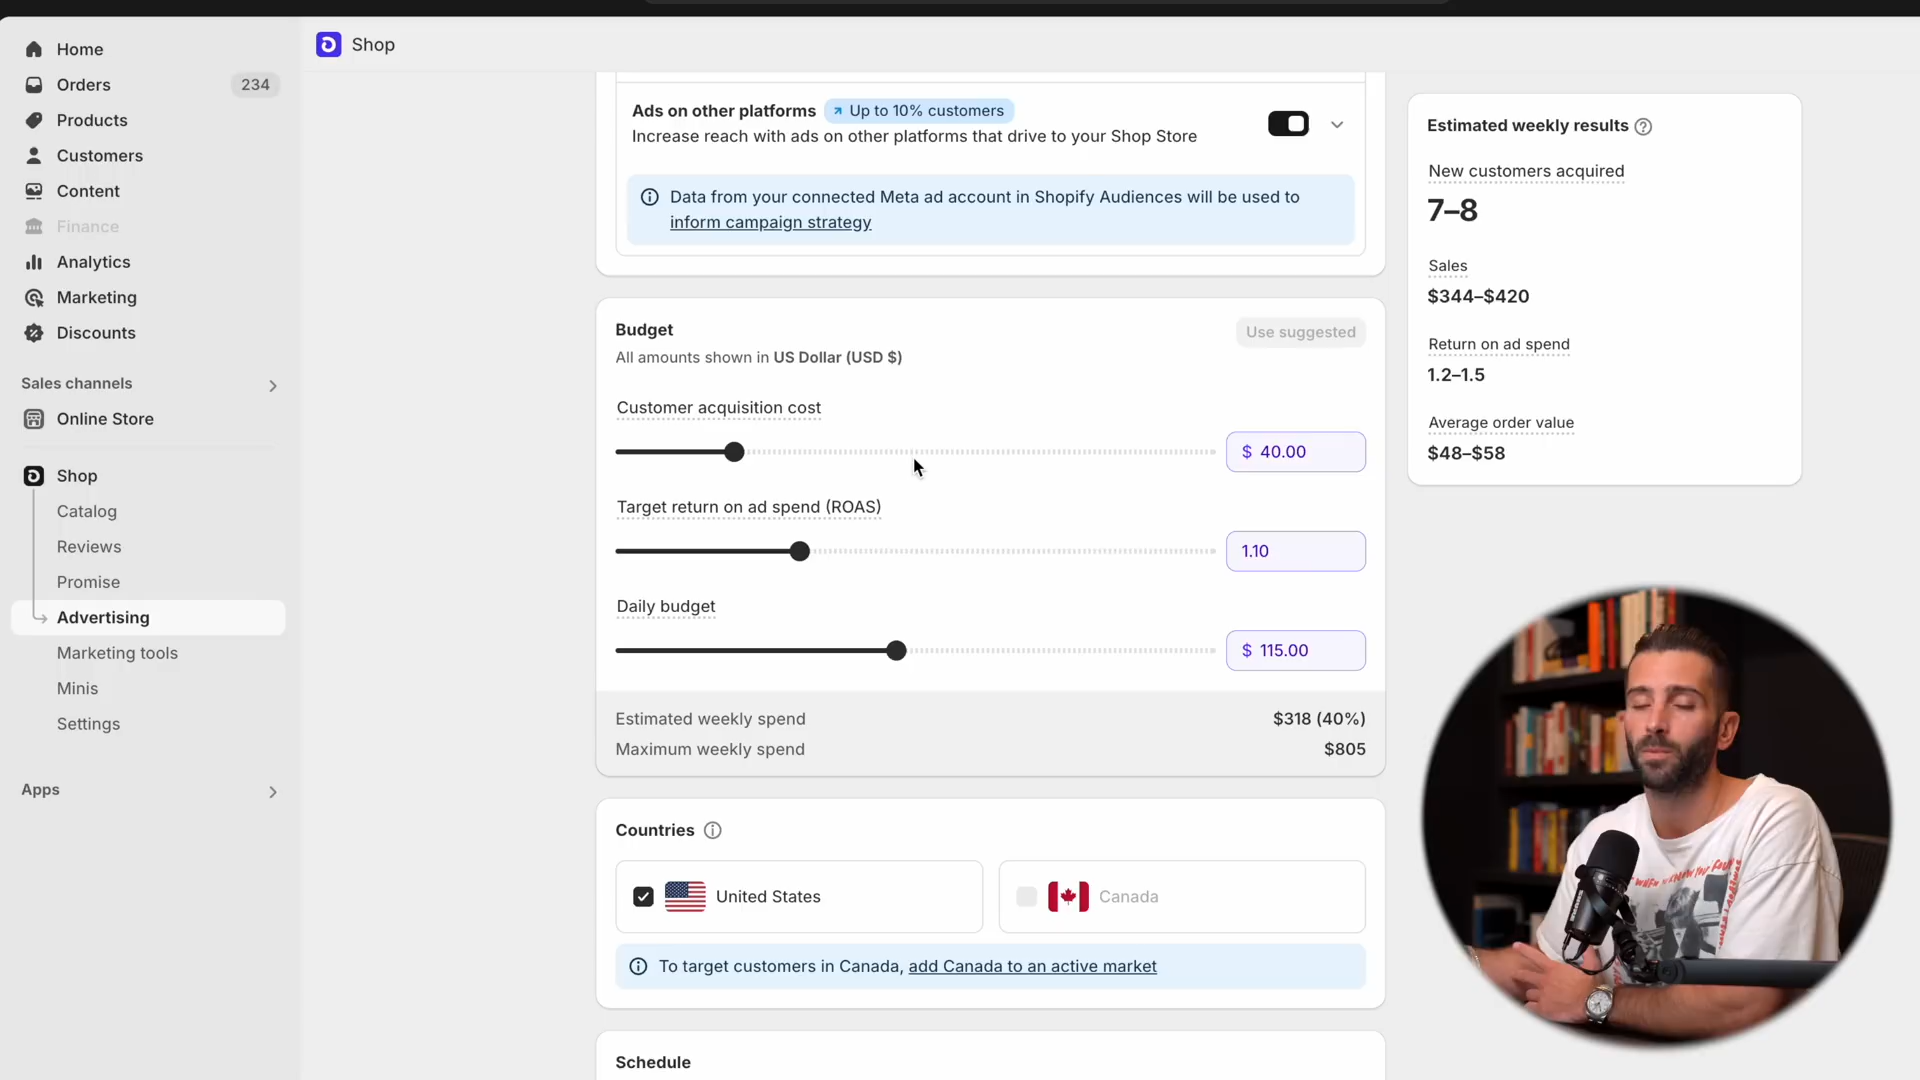 Home
Orders
234
Products
Customers
Content
Finance
Analytics
Marketing
Discounts
Sales channels
Online Store
Shop
Catalog
Reviews
Promise
Advertising
Marketing tools
Minis
Settings
Apps
Shop
Ads on other platforms
Up to 10% customers
Increase reach with ads on other platforms that drive to your Shop Store
Data from your connected Meta ad account in Shopify Audiences will be used to
inform campaign strategy
Budget
Use suggested
All amounts shown in US Dollar (USD $)
Customer acquisition cost
$ 40.00
Target return on ad spend (ROAS)
1.10
Daily budget
$ 115.00
Estimated weekly spend
$318 (40%)
Maximum weekly spend
$805
Countries
United States
Canada
To target customers in Canada, add Canada to an active market
Schedule
Estimated weekly results
New customers acquired
7–8
Sales
$344–$420
Return on ad spend
1.2–1.5
Average order value
$48–$58